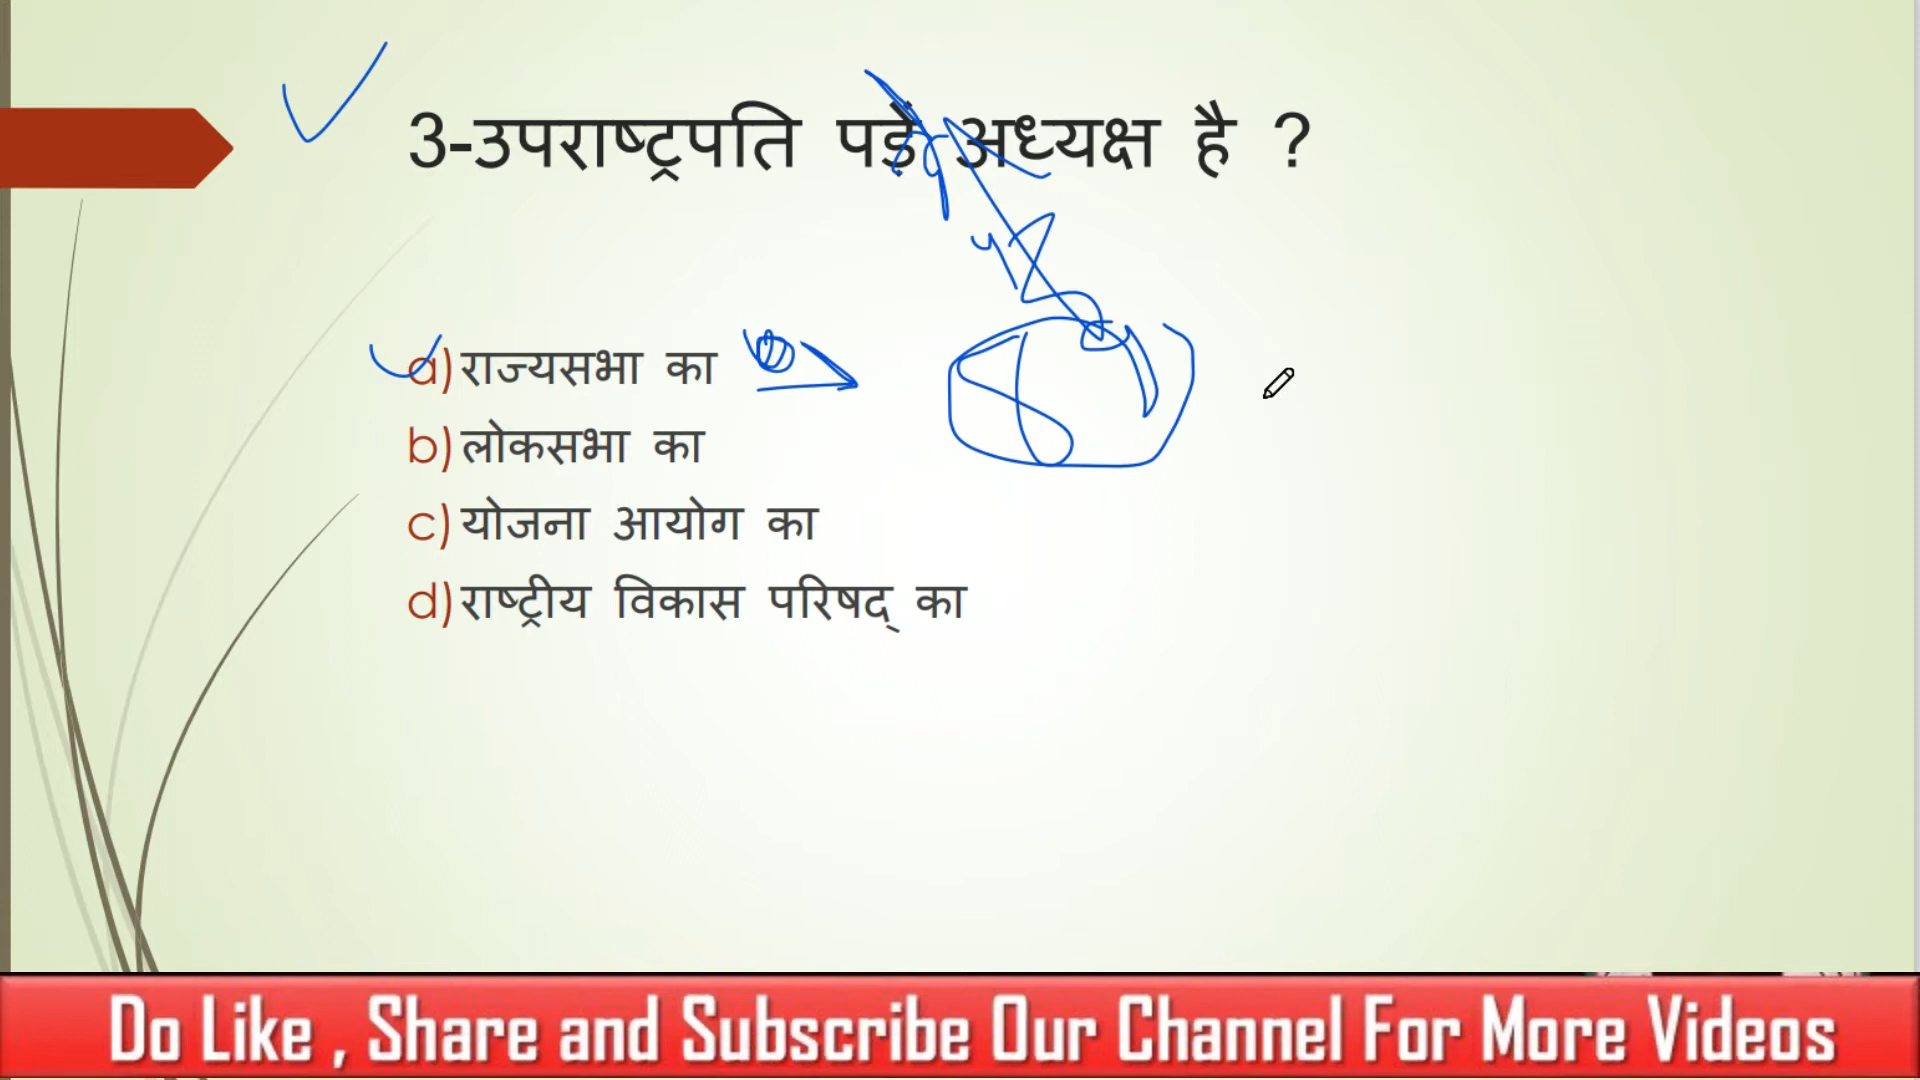 3-उपराष्ट्रपति पड़ें अध्यक्ष है ?
a) राज्यसभा का
b) लोकसभा का
c) योजना आयोग का
d) राष्ट्रीय विकास परिषद् का
Do Like , Share and Subscribe Our Channel For More Videos